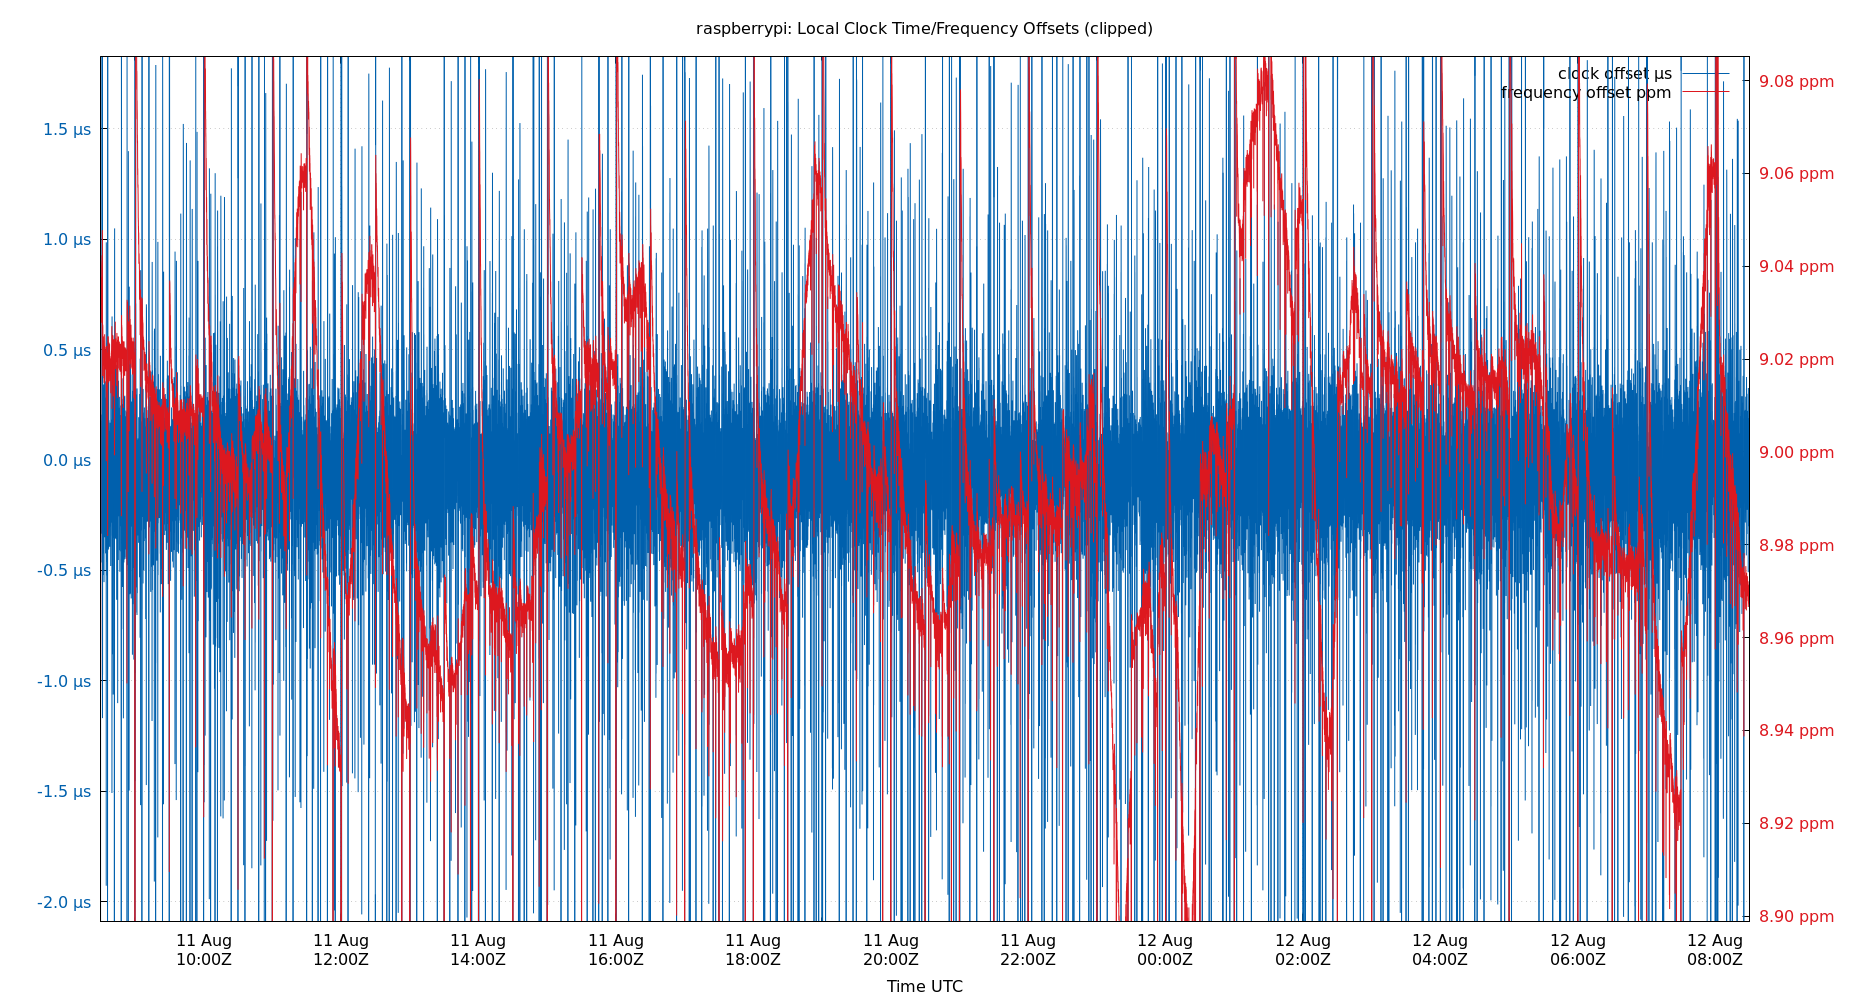 raspberrypi: Local Clock Time/Frequency Offsets (clipped)
clock offset µs
frequency offset ppm
1.5 µs
1.0 µs
0.5 µs
0.0 µs
-0.5 µs
-1.0 µs
-1.5 µs
-2.0 µs
9.08 ppm
9.06 ppm
9.04 ppm
9.02 ppm
9.00 ppm
8.98 ppm
8.96 ppm
8.94 ppm
8.92 ppm
8.90 ppm
11 Aug 11 Aug 11 Aug 11 Aug 11 Aug 11 Aug 11 Aug 12 Aug 12 Aug 12 Aug 12 Aug 12 Aug
10:00Z 12:00Z 14:00Z 16:00Z 18:00Z 20:00Z 22:00Z 00:00Z 02:00Z 04:00Z 06:00Z 08:00Z
Time UTC